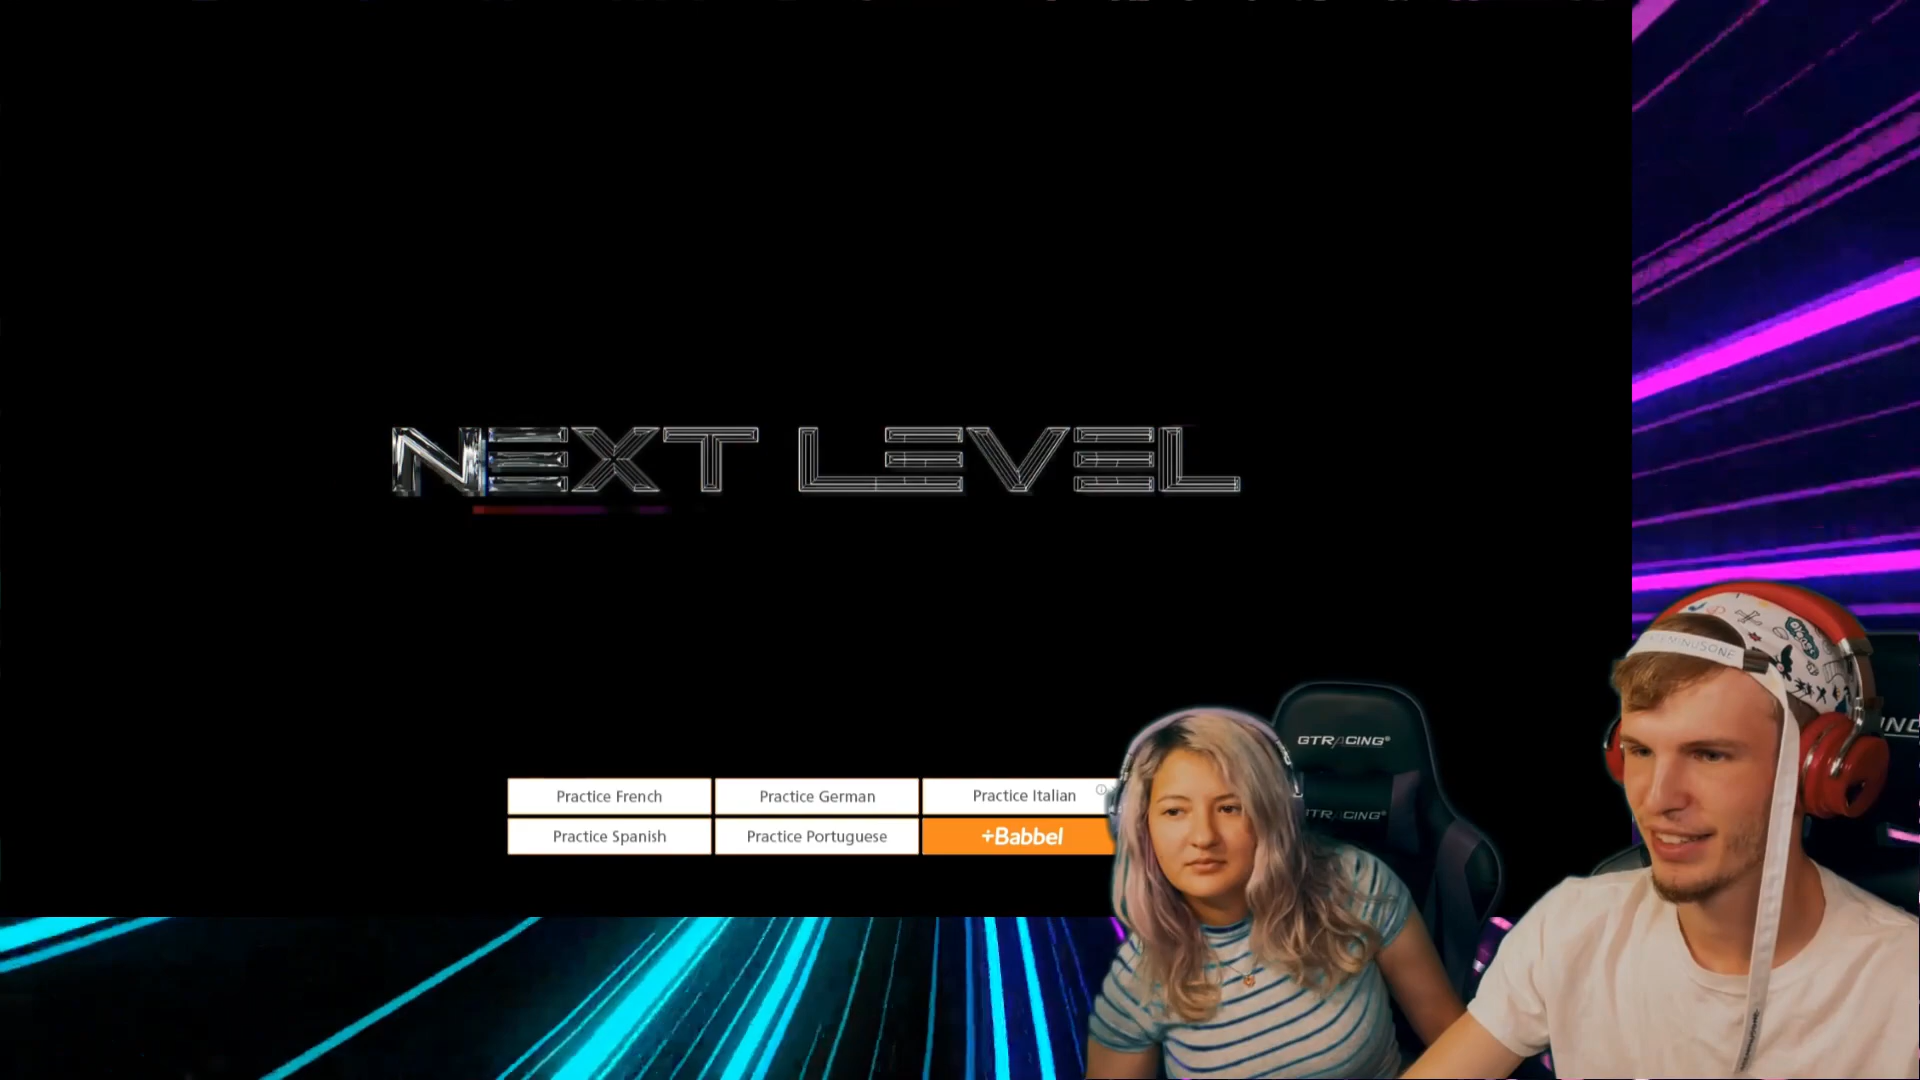 NEXT LEVEL
GTRACING®
Practice French
Practice German
Practice Italian
Practice Spanish
Practice Portuguese
+Babbel